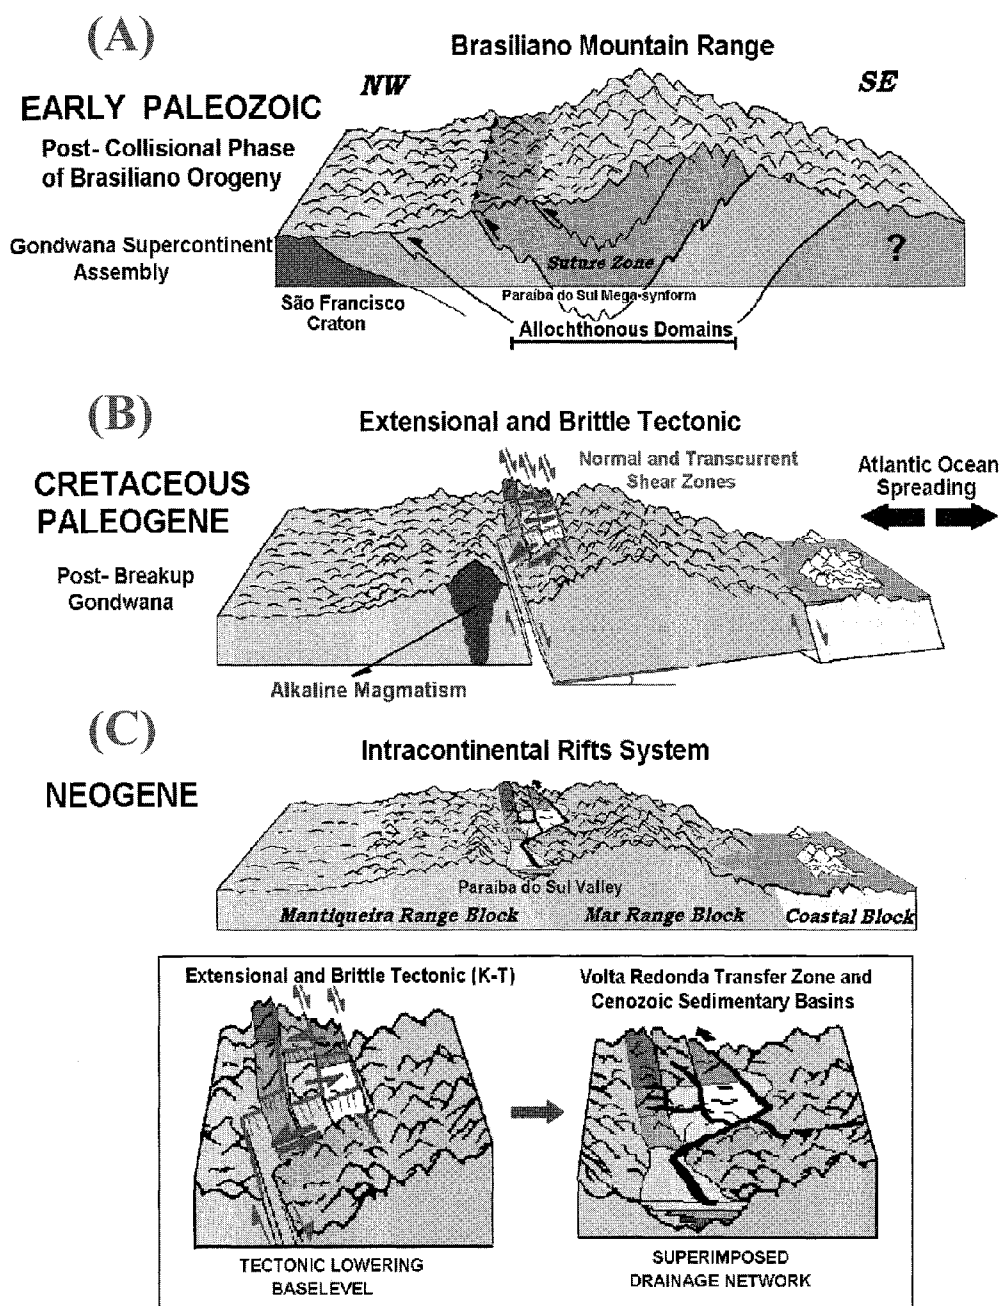 (A)
Brasiliano Mountain Range
NW
SE
EARLY PALEOZOIC
Post- Collisional Phase
of Brasiliano Orogeny
Gondwana Supercontinent
Assembly
?
Suture Zone
São Francisco
Craton
Paraíba do Sul Mega-synform
Allochthonous Domains
(B)
Extensional and Brittle Tectonic
Normal and Transcurrent
Shear Zones
Atlantic Ocean
Spreading
CRETACEOUS
PALEOGENE
Post- Breakup
Gondwana
Alkaline Magmatism
(C)
Intracontinental Rifts System
NEOGENE
Paraíba do Sul Valley
Mantiqueira Range Block
Mar Range Block
Coastal Block
Extensional and Brittle Tectonic (K-T)
Volta Redonda Transfer Zone and
Cenozoic Sedimentary Basins
TECTONIC LOWERING
BASELEVEL
SUPERIMPOSED
DRAINAGE NETWORK